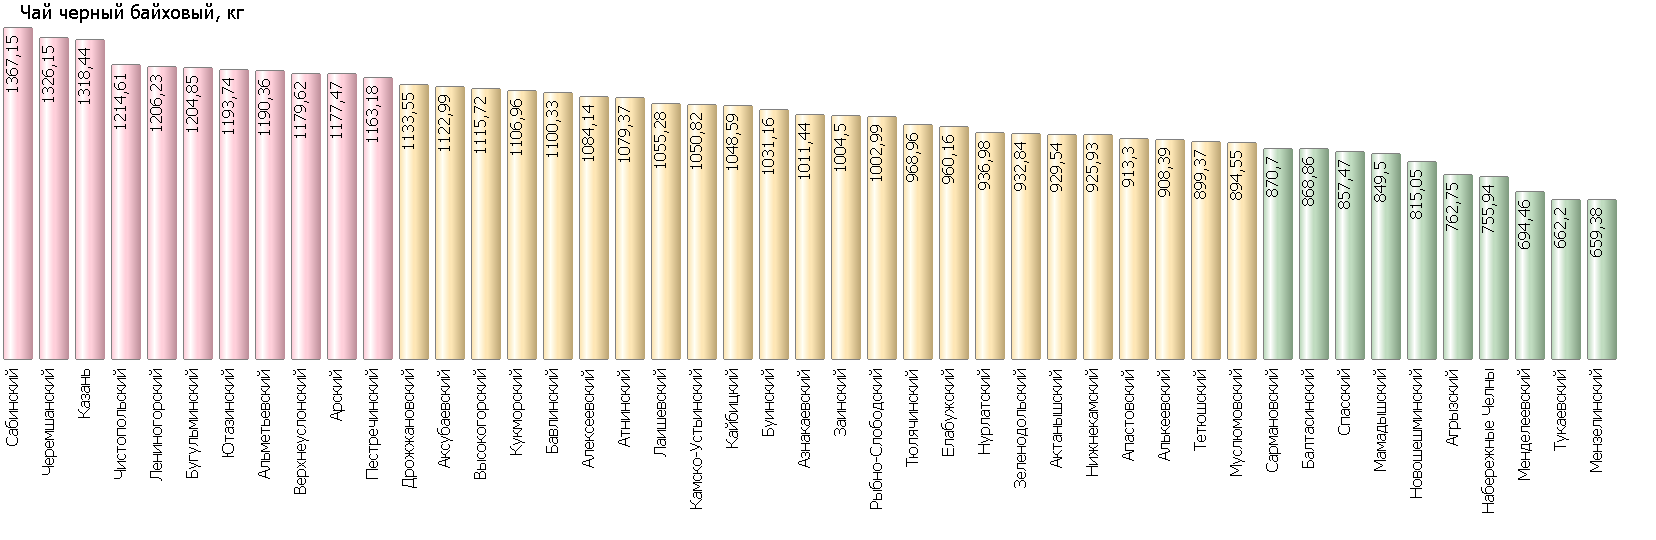 Чай черный байховый, кг
1367,15
1326,15
1318,44
1214,61
1206,23
1204,85
1193,74
1190,36
1179,62
1177,47
1163,18
1133,55
1122,99
1115,72
1106,96
1100,33
1084,14
1079,37
1055,28
1050,82
1048,59
1031,16
1011,44
1004,5
1002,99
968,96
960,16
936,98
932,84
929,54
925,93
913,3
908,39
899,37
894,55
870,7
868,86
857,47
849,5
815,05
762,75
755,94
694,46
662,2
659,38
Сабинский
Черемшанский
Казань
Чистопольский
Лениногорский
Бугульминский
Ютазинский
Альметьевский
Верхнеуслонский
Арский
Пестречинский
Дрожжановский
Аксубаевский
Высокогорский
Кукморский
Бавлинский
Алексеевский
Атнинский
Лаишевский
Камско-Устьинский
Кайбицкий
Буинский
Азнакаевский
Заинский
Рыбно-Слободский
Тюлячинский
Елабужский
Нурлатский
Зеленодольский
Актанышский
Нижнекамский
Апастовский
Алькеевский
Тетюшский
Муслюмовский
Сармановский
Балтасинский
Спасский
Мамадышский
Новошешминский
Агрызский
Набережные Челны
Менделеевский
Тукаевский
Мензелинский